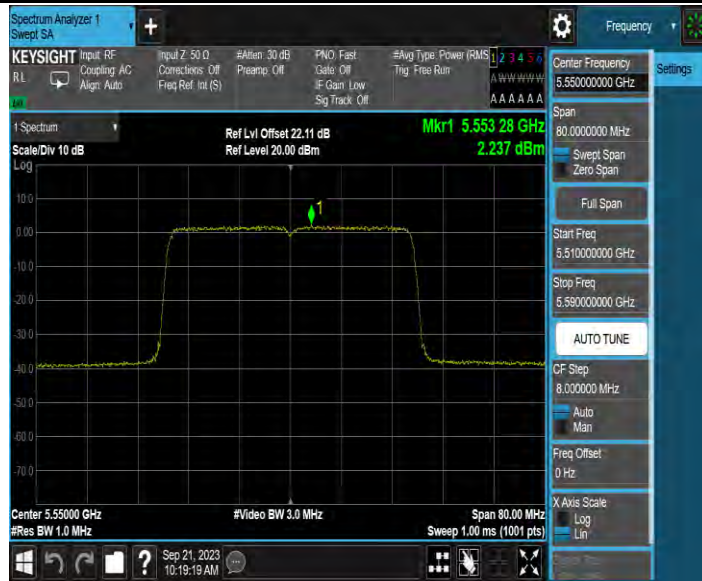 Spectrum Analyzer 1
Swept SA
Frequency
KEYSIGHT
RL
Input: RF
Coupling: AC
Align: Auto
Input Z: 50 Ω
Corrections: Off
Freq Ref: Int (S)
#Atten: 30 dB
Preamp: Off
PNO: Fast
Gate: Off
IF Gain: Low
Sig Track: Off
#Avg Type: Power (RMS
Trig: Free Run
1 2 3 4 5 6
A W W W W W
A A A A A A
1 Spectrum
Scale/Div 10 dB
Log
Ref Lvl Offset 22.11 dB
Ref Level 20.00 dBm
Mkr1 5.553 28 GHz
2.237 dBm
10.0
0.00
-10.0
-20.0
-30.0
-40.0
-50.0
-60.0
-70.0
1
Center 5.55000 GHz
#Res BW 1.0 MHz
#Video BW 3.0 MHz
Span 80.00 MHz
Sweep 1.00 ms (1001 pts)
Center Frequency
5.550000000 GHz
Settings
Span
80.0000000 MHz
Swept Span
Zero Span
Full Span
Start Freq
5.510000000 GHz
Stop Freq
5.590000000 GHz
AUTO TUNE
CF Step
8.000000 MHz
Auto
Man
Freq Offset
0 Hz
X Axis Scale
Log
Lin
?
Sep 21, 2023
10:19:19 AM